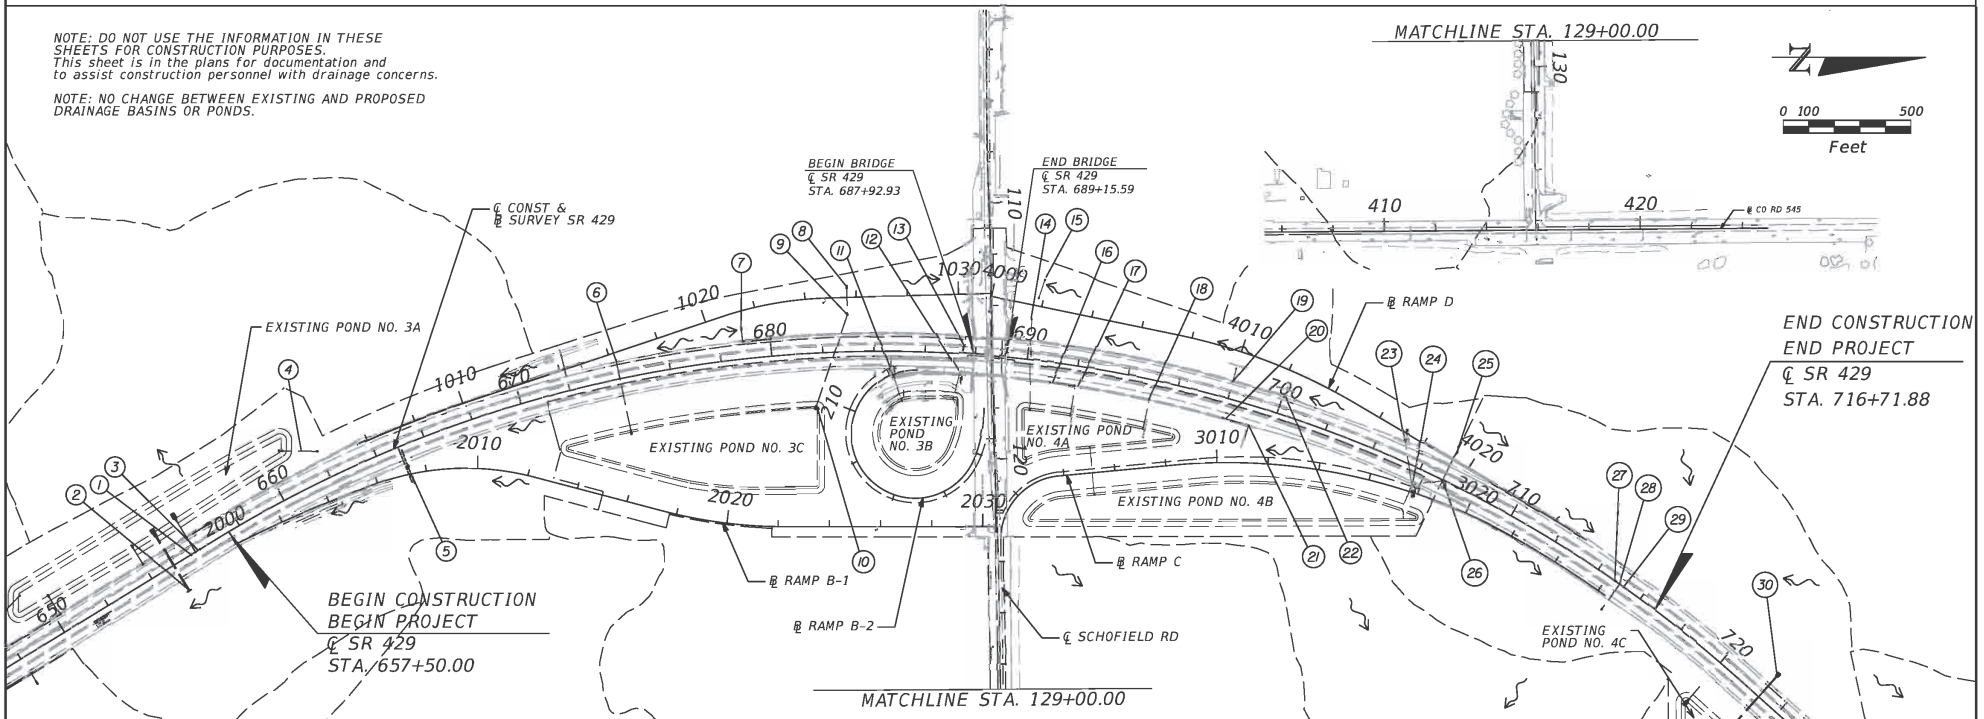 NOTE: DO NOT USE THE INFORMATION IN THESE
SHEETS FOR CONSTRUCTION PURPOSES.
This sheet is in the plans for documentation and
to assist construction personnel with drainage concerns.
NOTE: NO CHANGE BETWEEN EXISTING AND PROPOSED
DRAINAGE BASINS OR PONDS.
MATCHLINE STA. 129+00.00
130
N
0 100 500
Feet
410
420
℄ CO RD 545
BEGIN BRIDGE
℄ SR 429
STA. 687+92.93
END BRIDGE
℄ SR 429
STA. 689+15.59
110
℄ CONST &
℄ SURVEY SR 429
1
2
3
4
5
6
7
8
9
10
11
12
13
14
15
16
17
18
19
20
21
22
23
24
25
26
27
28
29
30
EXISTING POND NO. 3A
650
660
670
680
690
700
710
720
1010
1020
1030
4000
4010
4020
2000
2010
2020
2030
210
120
3010
3020
EXISTING POND NO. 3C
EXISTING
POND
NO. 3B
EXISTING POND
NO. 4A
EXISTING POND NO. 4B
EXISTING
POND NO. 4C
℄ RAMP D
℄ RAMP B-1
℄ RAMP B-2
℄ RAMP C
℄ SCHOFIELD RD
BEGIN CONSTRUCTION
BEGIN PROJECT
℄ SR 429
STA. 657+50.00
END CONSTRUCTION
END PROJECT
℄ SR 429
STA. 716+71.88
MATCHLINE STA. 129+00.00